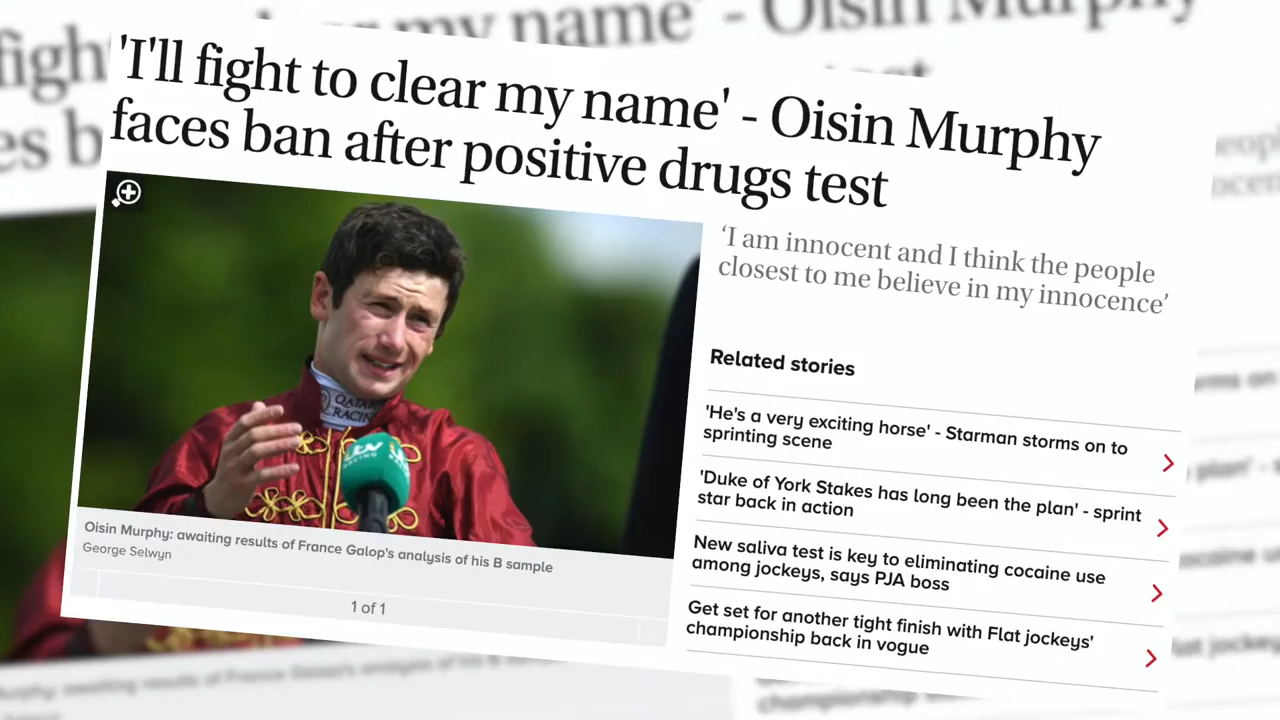 'I'll fight to clear my name' - Oisin Murphy
faces ban after positive drugs test
'I am innocent and I think the people
closest to me believe in my innocence'
QATAR
RACING
itv
RACING
Oisin Murphy: awaiting results of France Galop's analysis of his B sample
George Selwyn
1 of 1
Related stories
'He's a very exciting horse' - Starman storms on to
sprinting scene
'Duke of York Stakes has long been the plan' - sprint
star back in action
New saliva test is key to eliminating cocaine use
among jockeys, says PJA boss
Get set for another tight finish with Flat jockeys'
championship back in vogue